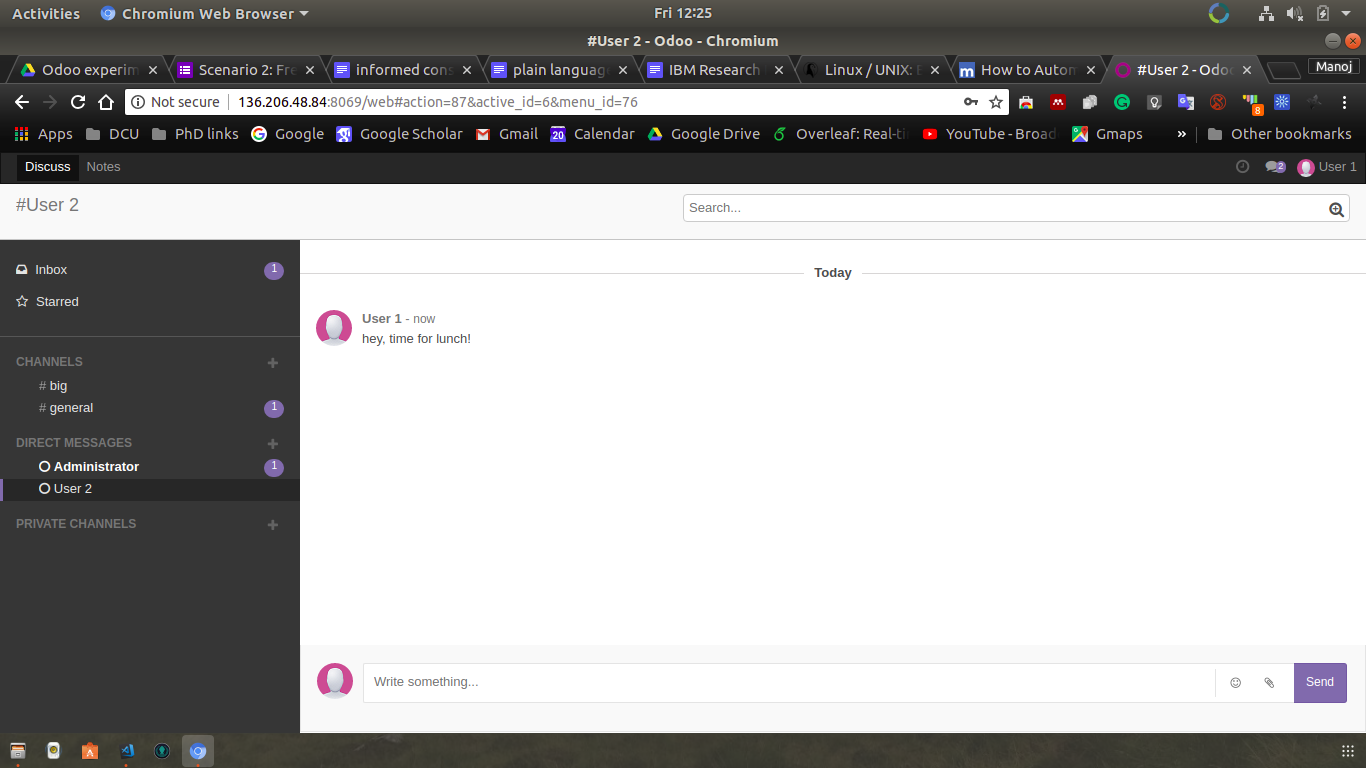 Activities Chromium Web Browser Fri 12:25
#User 2 - Odoo - Chromium
Odoo experim Scenario 2: Fre informed cons plain language IBM Research Linux / UNIX: How to Autom #User 2 - Odoo Manoj
Not secure 136.206.48.84:8069/web#action=87&active_id=6&menu_id=76 8
Apps DCU PhD links Google Google Scholar Gmail 20 Calendar Google Drive Overleaf: Real-ti YouTube - Broad Gmaps » Other bookmarks
Discuss Notes 2 User 1
#User 2 Search...
Inbox 1
Starred
Today
User 1 - now
hey, time for lunch!
CHANNELS
# big
# general 1
DIRECT MESSAGES
Administrator 1
User 2
PRIVATE CHANNELS
Write something... Send